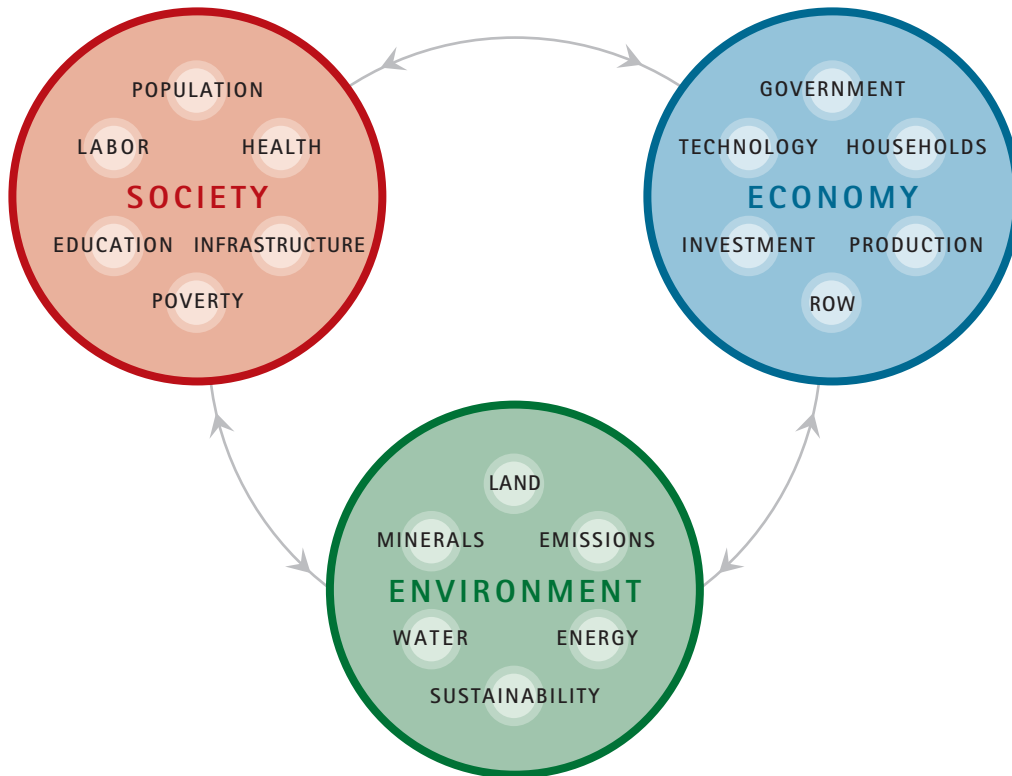 POPULATION
LABOR HEALTH
SOCIETY
EDUCATION INFRASTRUCTURE
POVERTY
GOVERNMENT
TECHNOLOGY HOUSEHOLDS
ECONOMY
INVESTMENT PRODUCTION
ROW
LAND
MINERALS EMISSIONS
ENVIRONMENT
WATER ENERGY
SUSTAINABILITY